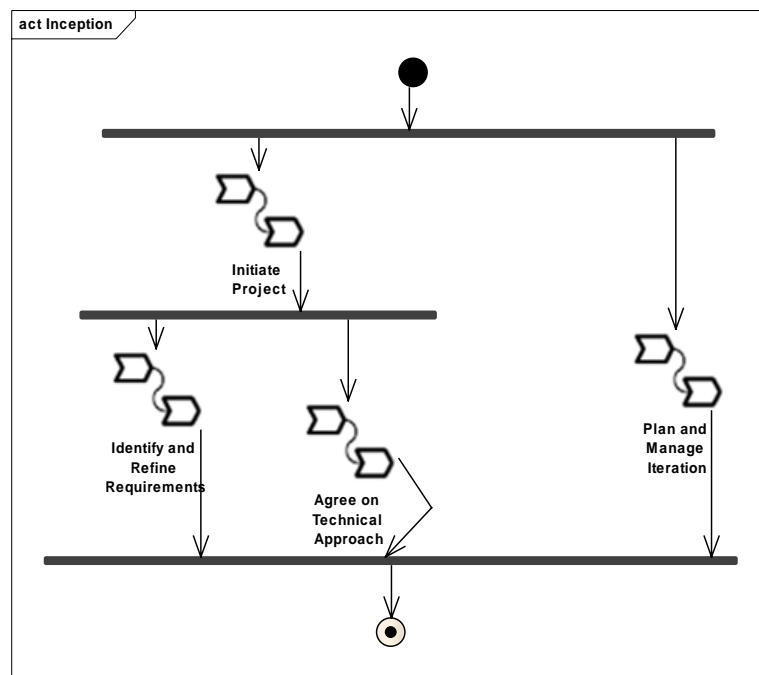 act Inception
Initiate
Project
Identify and
Refine
Requirements
Agree on
Technical
Approach
Plan and
Manage
Iteration